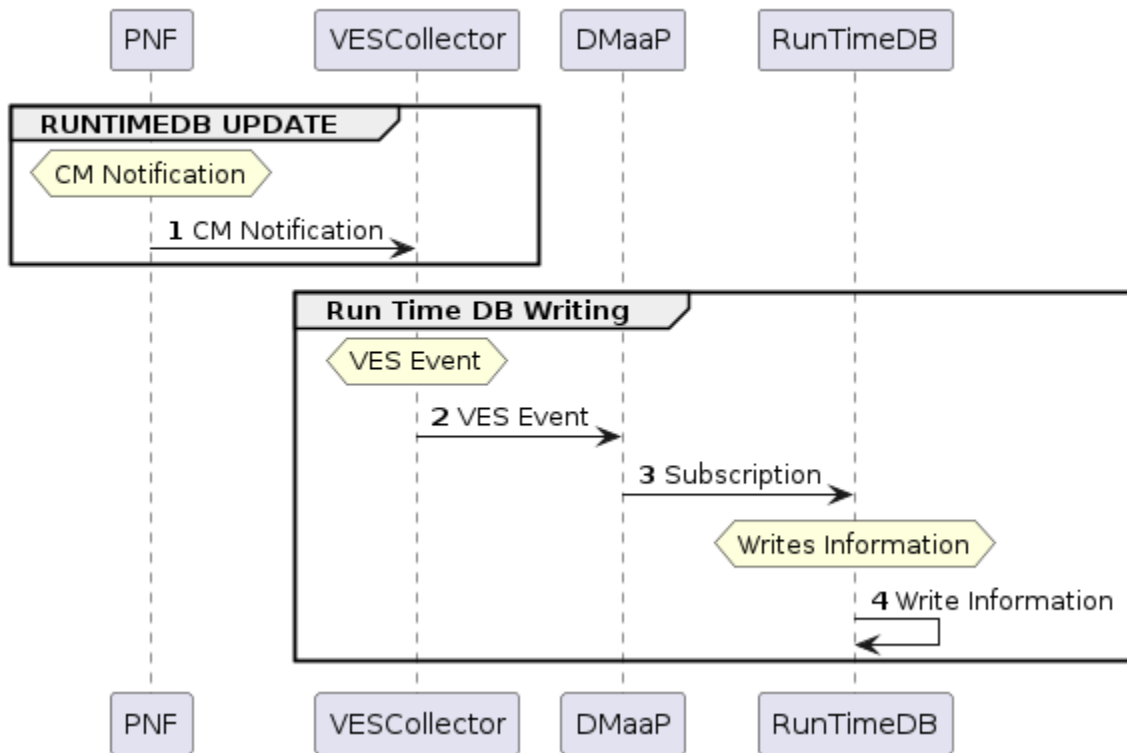 PNF
VESCollector
DMaaP
RunTimeDB
RUNTIMEDB UPDATE
CM Notification
1 CM Notification
Run Time DB Writing
VES Event
2 VES Event
3 Subscription
Writes Information
4 Write Information
PNF
VESCollector
DMaaP
RunTimeDB